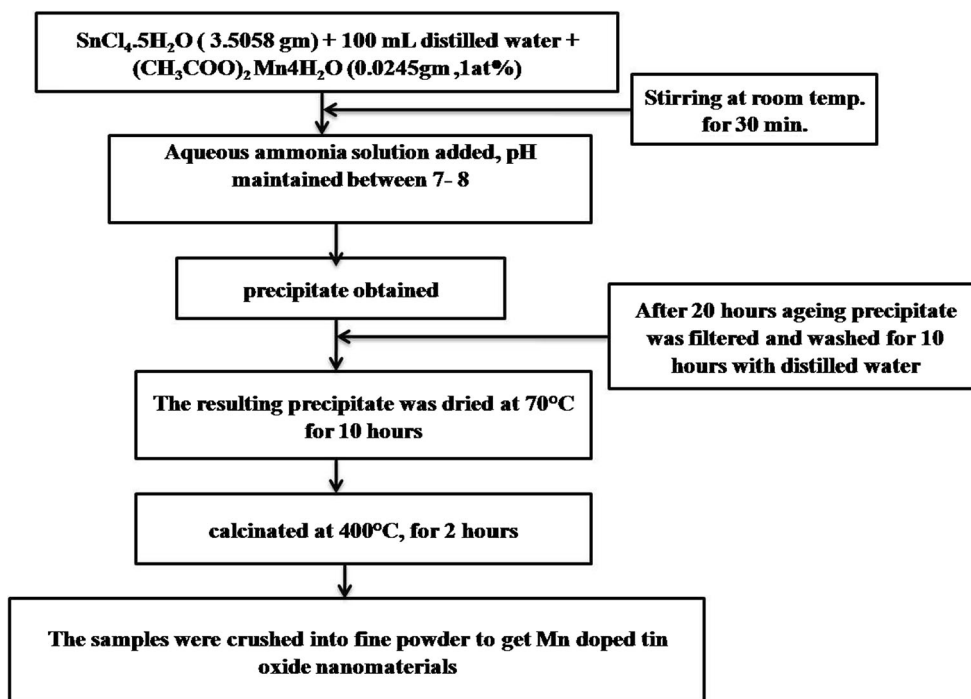 SnCl₄.5H₂O ( 3.5058 gm) + 100 mL distilled water +
(CH₃COO)₂ Mn4H₂O (0.0245gm ,1at%)
Stirring at room temp.
for 30 min.
Aqueous ammonia solution added, pH
maintained between 7- 8
precipitate obtained
After 20 hours ageing precipitate
was filtered and washed for 10
hours with distilled water
The resulting precipitate was dried at 70°C
for 10 hours
calcinated at 400°C, for 2 hours
The samples were crushed into fine powder to get Mn doped tin
oxide nanomaterials